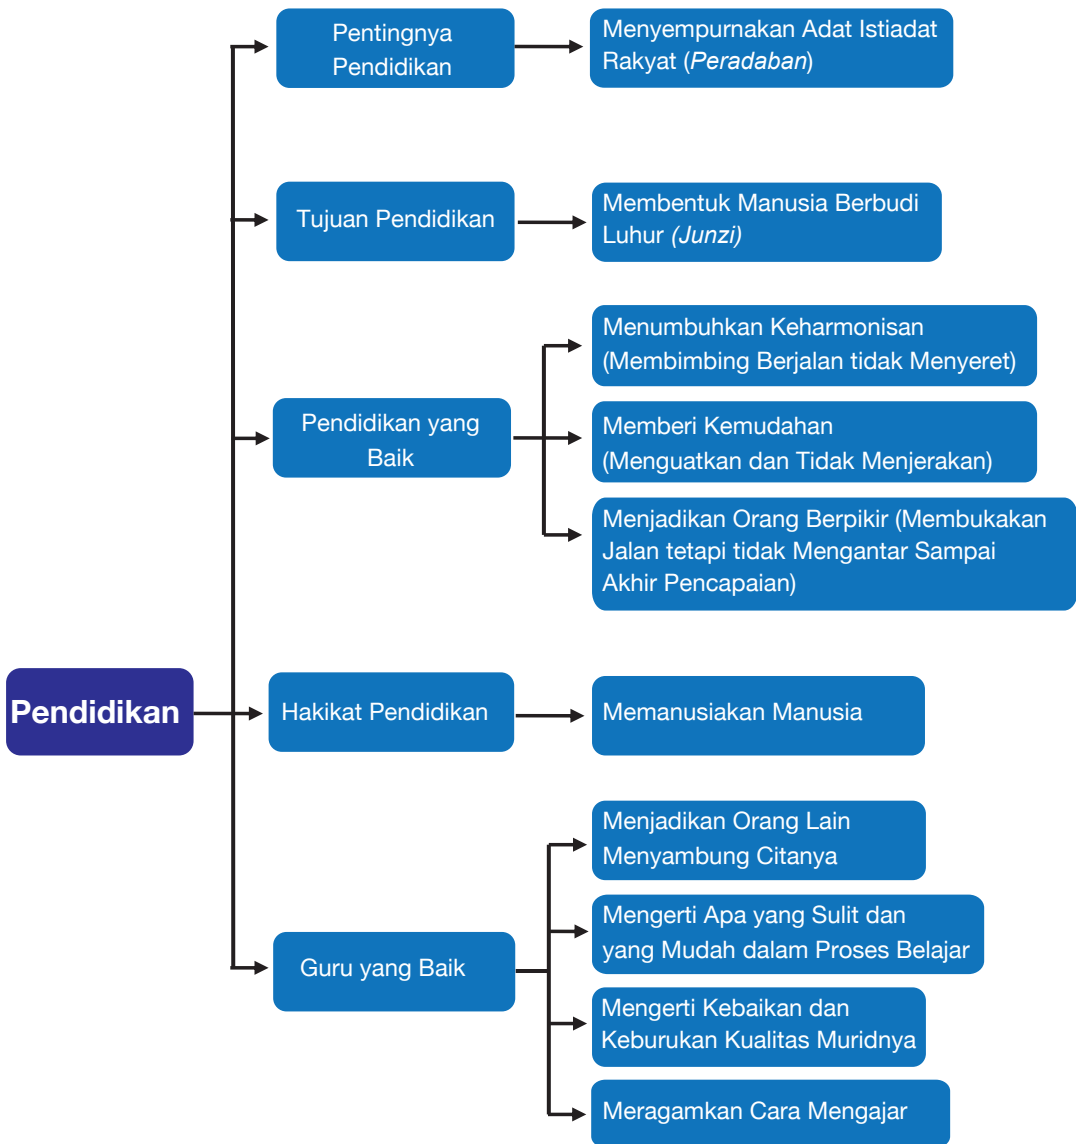 Pentingnya
Pendidikan
Menyempurnakan Adat Istiadat
Rakyat (Peradaban)
Tujuan Pendidikan
Membentuk Manusia Berbudi
Luhur (Junzi)
Pendidikan yang
Baik
Menumbuhkan Keharmonisan
(Membimbing Berjalan tidak Menyeret)
Memberi Kemudahan
(Menguatkan dan Tidak Menjerakan)
Menjadikan Orang Berpikir (Membukakan
Jalan tetapi tidak Mengantar Sampai
Akhir Pencapaian)
Pendidikan
Hakikat Pendidikan
Memanusiakan Manusia
Guru yang Baik
Menjadikan Orang Lain
Menyambung Citanya
Mengerti Apa yang Sulit dan
yang Mudah dalam Proses Belajar
Mengerti Kebaikan dan
Keburukan Kualitas Muridnya
Meragamkan Cara Mengajar